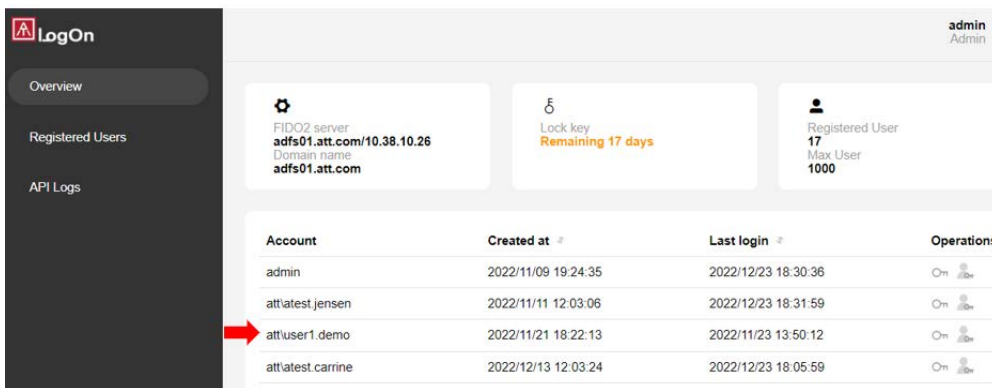 LogOn
admin
Admin
Overview
Registered Users
API Logs
FIDO2 server
adfs01.att.com/10.38.10.26
Domain name
adfs01.att.com
Lock key
Remaining 17 days
Registered User
17
Max User
1000
Account Created at Last login Operations
admin 2022/11/09 19:24:35 2022/12/23 18:30:36
att\atest.jensen 2022/11/11 12:03:06 2022/12/23 18:31:59
att\user1.demo 2022/11/21 18:22:13 2022/11/23 13:50:12
att\atest.carrine 2022/12/13 12:03:24 2022/12/23 18:05:59